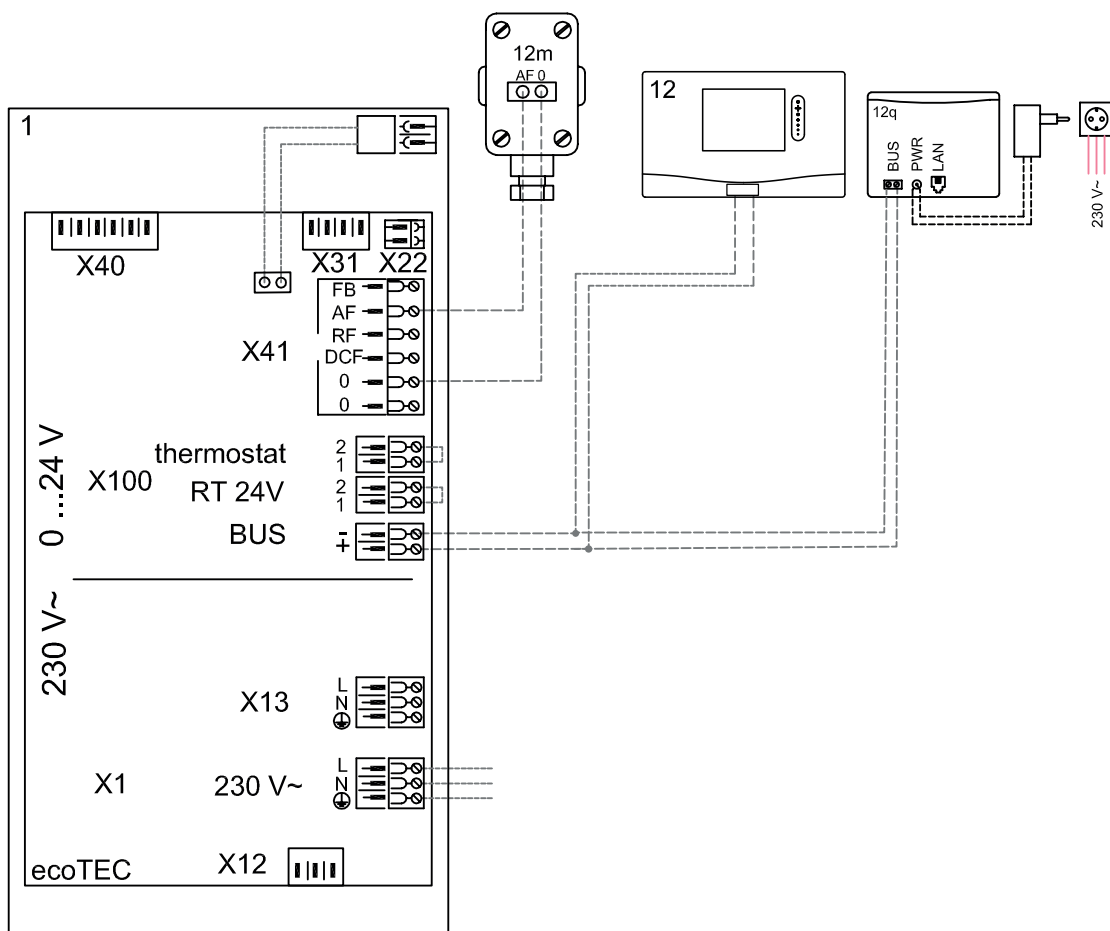 1
12m
AF 0
12
12q
BUS
PWR
LAN
230 V~
X40
X31
X22
X41
FB
AF
RF
DCF
0
0
0 ...24 V
X100
thermostat
2
1
RT 24V
2
1
BUS
-
+
230 V~
X13
L
N
X1
230 V~
L
N
X12
ecoTEC